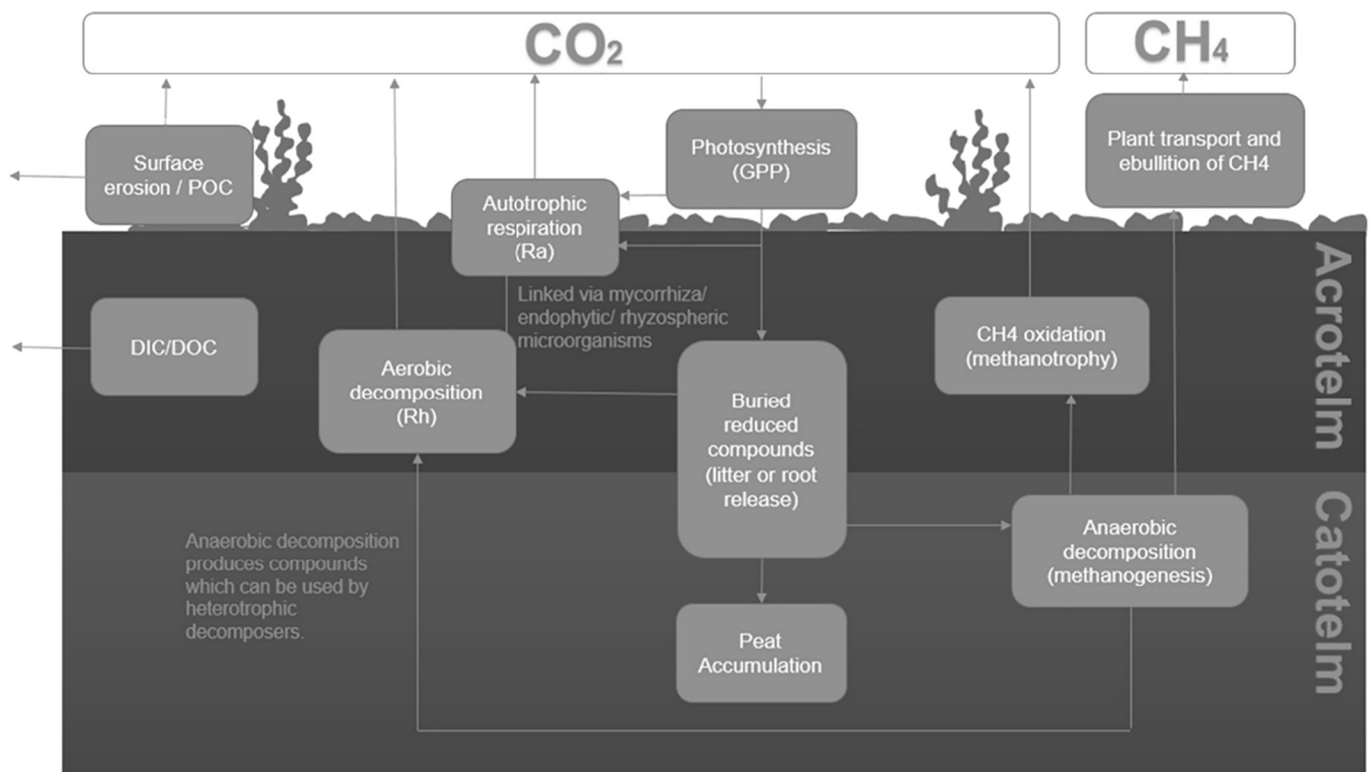 CO₂
CH₄
Surface
erosion / POC
Photosynthesis
(GPP)
Plant transport and
ebullition of CH4
Autotrophic
respiration
(Ra)
Linked via mycorrhiza/
endophytic/ rhyzospheric
microorganisms
DIC/DOC
Aerobic
decomposition
(Rh)
CH4 oxidation
(methanotrophy)
Acrotelm
Buried
reduced
compounds
(litter or root
release)
Anaerobic decomposition
produces compounds
which can be used by
heterotrophic
decomposers.
Anaerobic
decomposition
(methanogenesis)
Catotelm
Peat
Accumulation